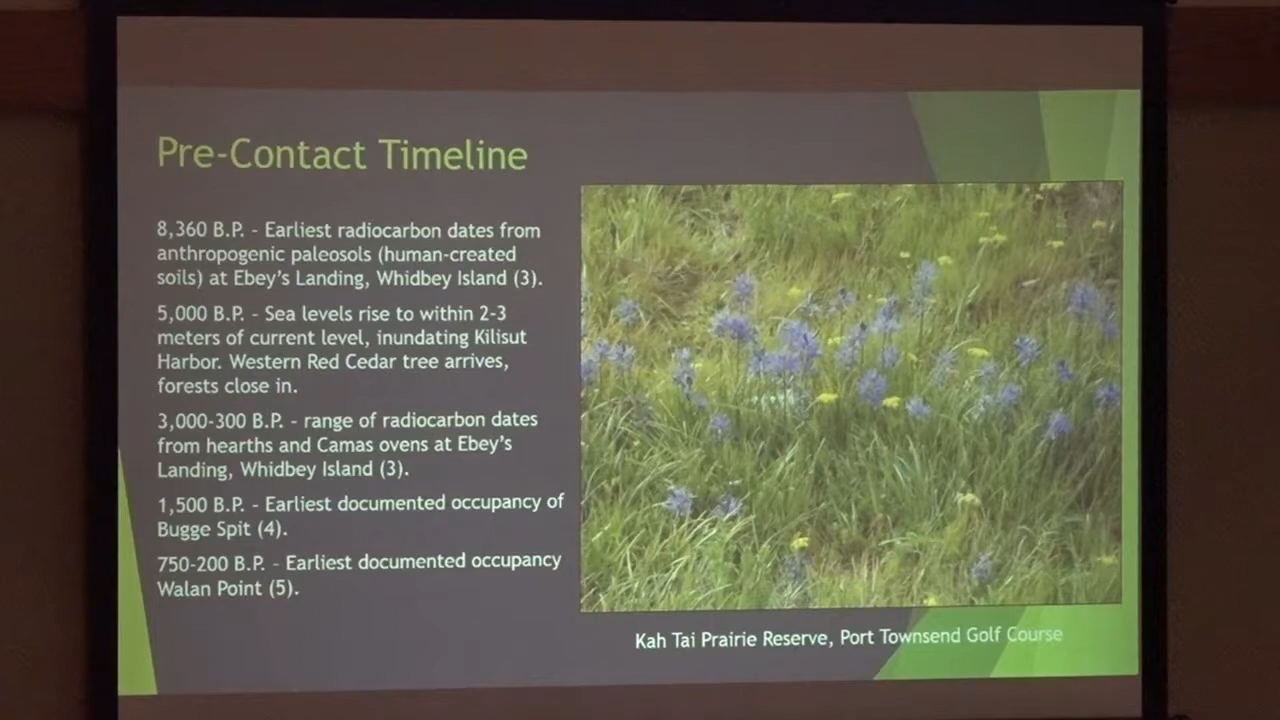 Pre-Contact Timeline
8,360 B.P. - Earliest radiocarbon dates from
anthropogenic paleosols (human-created
soils) at Ebey's Landing, Whidbey Island (3).
5,000 B.P. - Sea levels rise to within 2-3
meters of current level, inundating Kilisut
Harbor. Western Red Cedar tree arrives,
forests close in.
3,000-300 B.P. - range of radiocarbon dates
from hearths and Camas ovens at Ebey's
Landing, Whidbey Island (3).
1,500 B.P. - Earliest documented occupancy of
Bugge Spit (4).
750-200 B.P. - Earliest documented occupancy
Walan Point (5).
Kah Tai Prairie Reserve, Port Townsend Golf Course